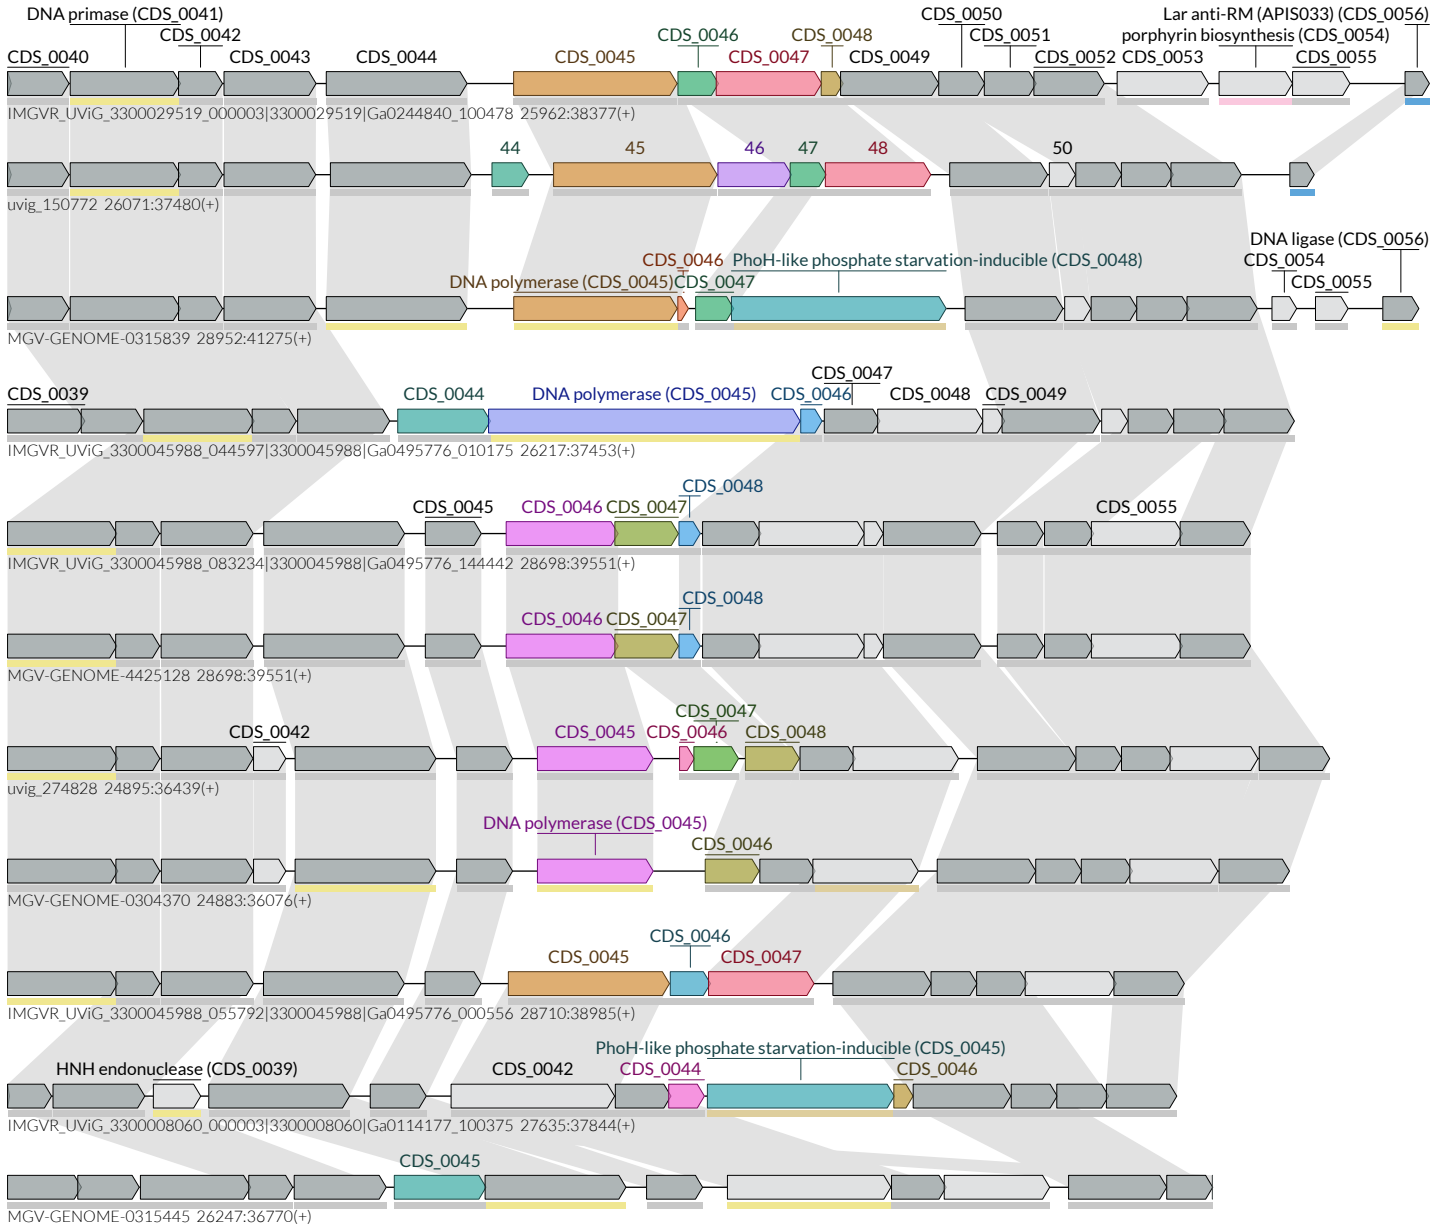 DNA primase (CDS_0041) CDS_0050 Lar anti-RM (APIS033) (CDS_0056)
CDS_0042 CDS_0046 CDS_0048 CDS_0051 porphyrin biosynthesis (CDS_0054)
CDS_0040 CDS_0043 CDS_0044 CDS_0045 CDS_0047 CDS_0049 CDS_0052 CDS_0053 CDS_0055
IMGVR_UViG_3300029519_000003|3300029519|Ga0244840_100478 25962:38377(+)
44 45 46 47 48 50
uvig_150772 26071:37480(+)
DNA ligase (CDS_0056)
CDS_0046 PhoH-like phosphate starvation-inducible (CDS_0048) CDS_0054
DNA polymerase (CDS_0045) CDS_0047 CDS_0055
MGV-GENOME-0315839 28952:41275(+)
CDS_0047
CDS_0039 CDS_0044 DNA polymerase (CDS_0045) CDS_0046 CDS_0048 CDS_0049
IMGVR_UViG_3300045988_044597|3300045988|Ga0495776_010175 26217:37453(+)
CDS_0048
CDS_0045 CDS_0046 CDS_0047 CDS_0055
IMGVR_UViG_3300045988_083234|3300045988|Ga0495776_144442 28698:39551(+)
CDS_0048
CDS_0046 CDS_0047
MGV-GENOME-4425128 28698:39551(+)
CDS_0047
CDS_0042 CDS_0045 CDS_0046 CDS_0048
uvig_274828 24895:36439(+)
DNA polymerase (CDS_0045)
CDS_0046
MGV-GENOME-0304370 24883:36076(+)
CDS_0046
CDS_0045 CDS_0047
IMGVR_UViG_3300045988_055792|3300045988|Ga0495776_000556 28710:38985(+)
PhoH-like phosphate starvation-inducible (CDS_0045)
HNH endonuclease (CDS_0039) CDS_0042 CDS_0044 CDS_0046
IMGVR_UViG_3300008060_000003|3300008060|Ga0114177_100375 27635:37844(+)
CDS_0045
MGV-GENOME-0315445 26247:36770(+)